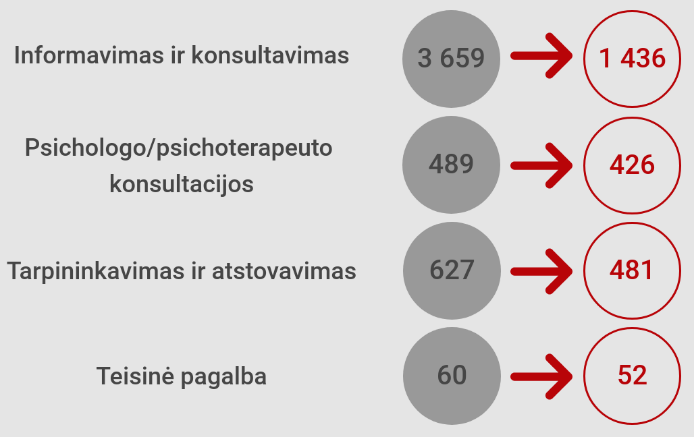 Informavimas ir konsultavimas 3 659 1 436
Psichologo/psichoterapeuto
konsultacijos 489 426
Tarpininkavimas ir atstovavimas 627 481
Teisinė pagalba 60 52